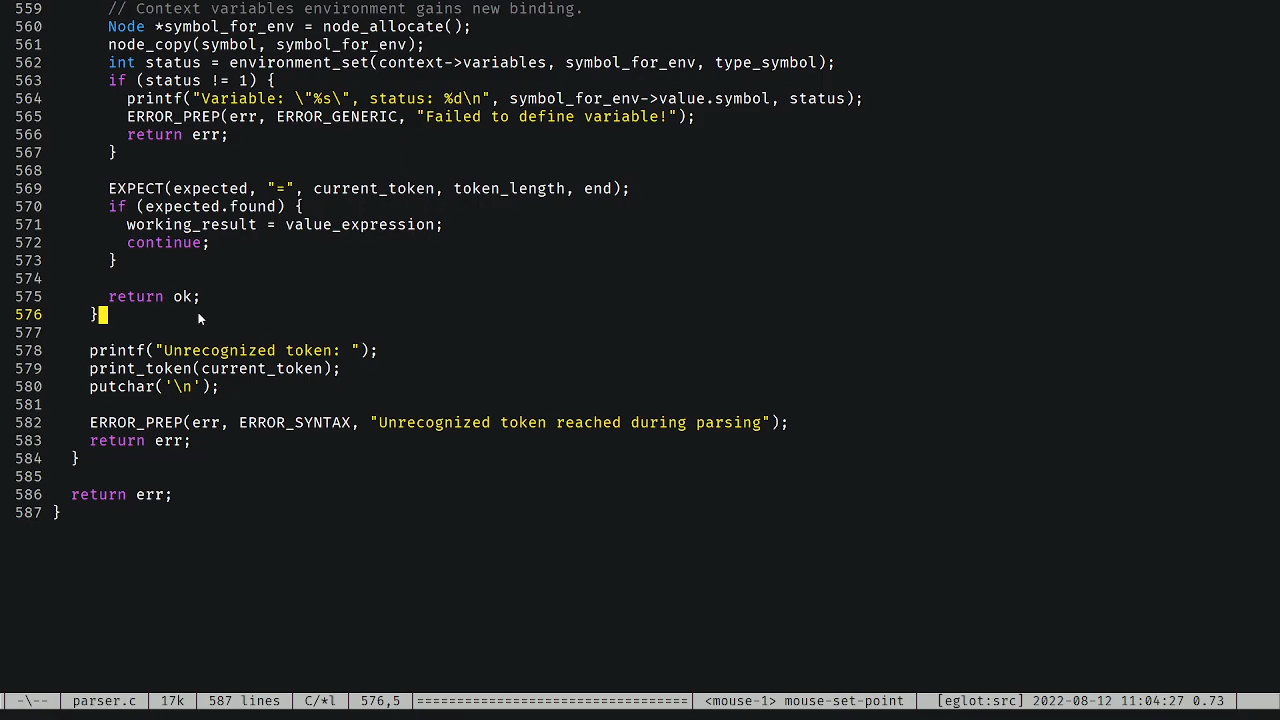 559       // Context variables environment gains new binding.
560       Node *symbol_for_env = node_allocate();
561       node_copy(symbol, symbol_for_env);
562       int status = environment_set(context->variables, symbol_for_env, type_symbol);
563       if (status != 1) {
564         printf("Variable: \"%s\", status: %d\n", symbol_for_env->value.symbol, status);
565         ERROR_PREP(err, ERROR_GENERIC, "Failed to define variable!");
566         return err;
567       }
568
569       EXPECT(expected, "=", current_token, token_length, end);
570       if (expected.found) {
571         working_result = value_expression;
572         continue;
573       }
574
575       return ok;
576     }
577
578     printf("Unrecognized token: ");
579     print_token(current_token);
580     putchar('\n');
581
582     ERROR_PREP(err, ERROR_SYNTAX, "Unrecognized token reached during parsing");
583     return err;
584   }
585
586   return err;
587 }
-\-- parser.c 17k 587 lines C/*l 576,5 ============================== <mouse-1> mouse-set-point [eglot:src] 2022-08-12 11:04:27 0.73